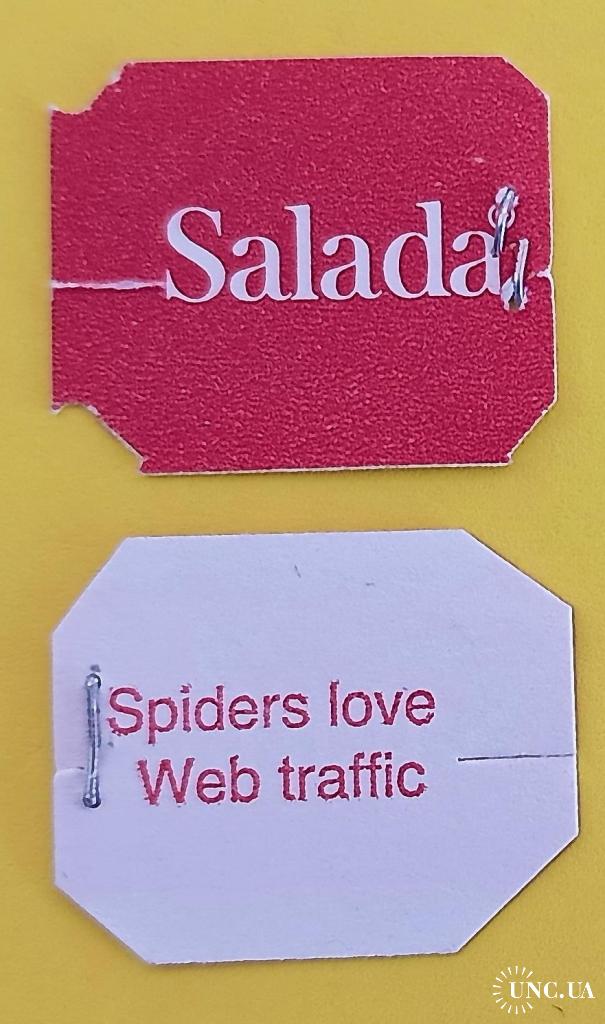 Salada
Spiders love
Web traffic
UNC.UA